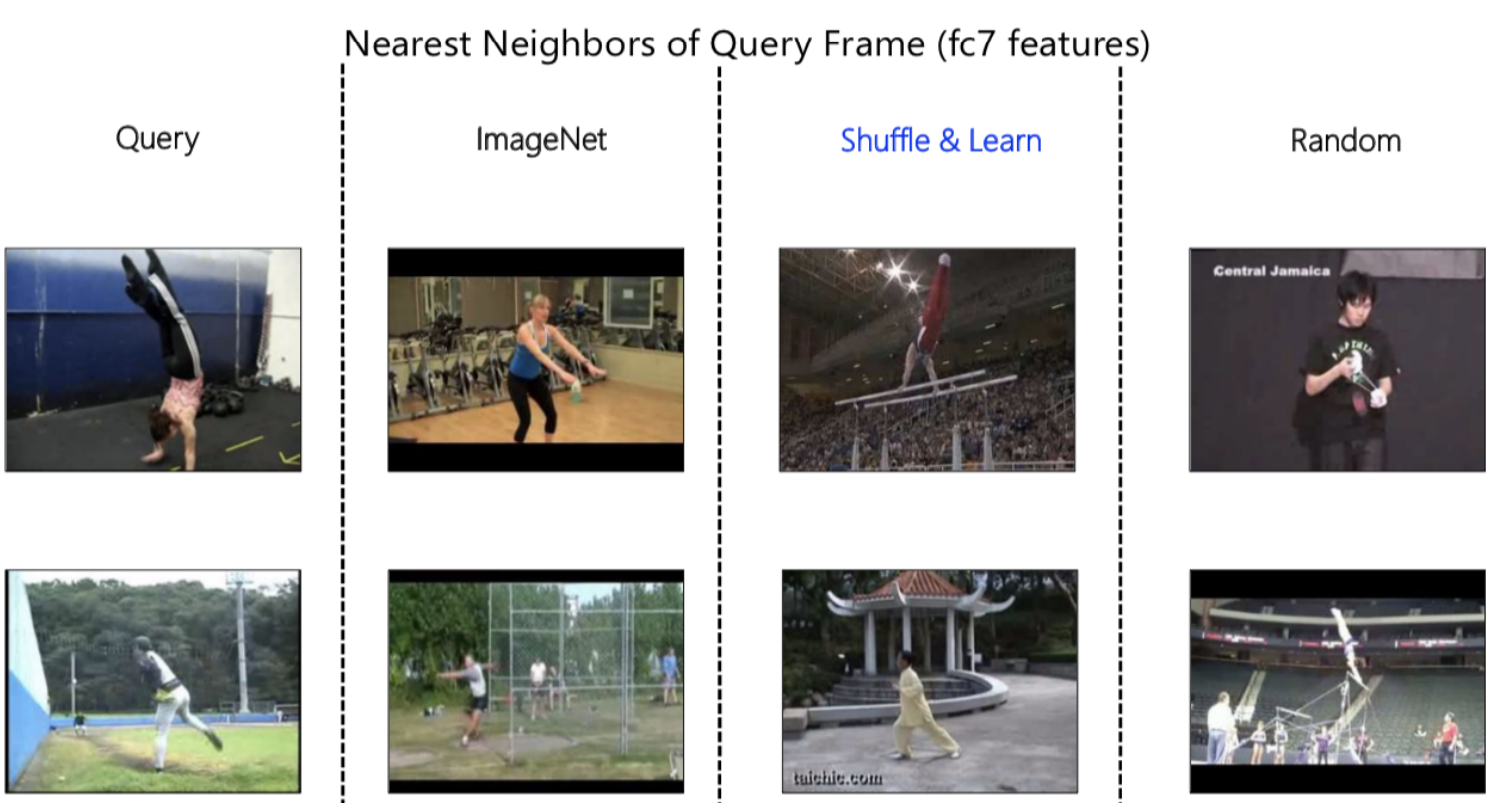 Nearest Neighbors of Query Frame (fc7 features)
Query
ImageNet
Shuffle & Learn
Random
Central Jamaica
taichic.com